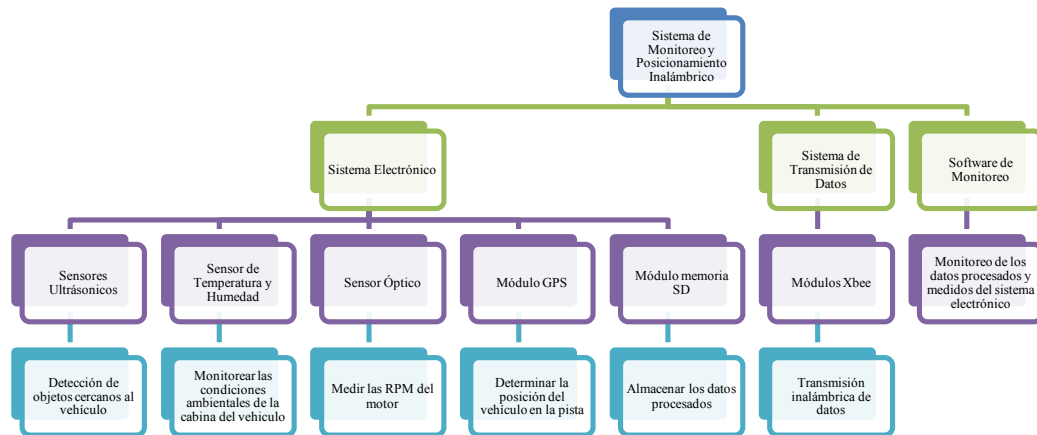 Sistema de
Monitoreo y
Posicionamiento
Inalámbrico
Sistema Electrónico
Sistema de
Transmisión de
Datos
Software de
Monitoreo
Sensores
Ultrásonicos
Sensor de
Temperatura y
Humedad
Sensor Óptico
Módulo GPS
Módulo memoria
SD
Módulos Xbee
Monitoreo de los
datos procesados y
medidos del sistema
electrónico
Detección de
objetos cercanos al
vehículo
Monitorear las
condiciones
ambientales de la
cabina del vehiculo
Medir las RPM del
motor
Determinar la
posición del
vehículo en la pista
Almacenar los datos
procesados
Transmisión
inalámbrica de
datos